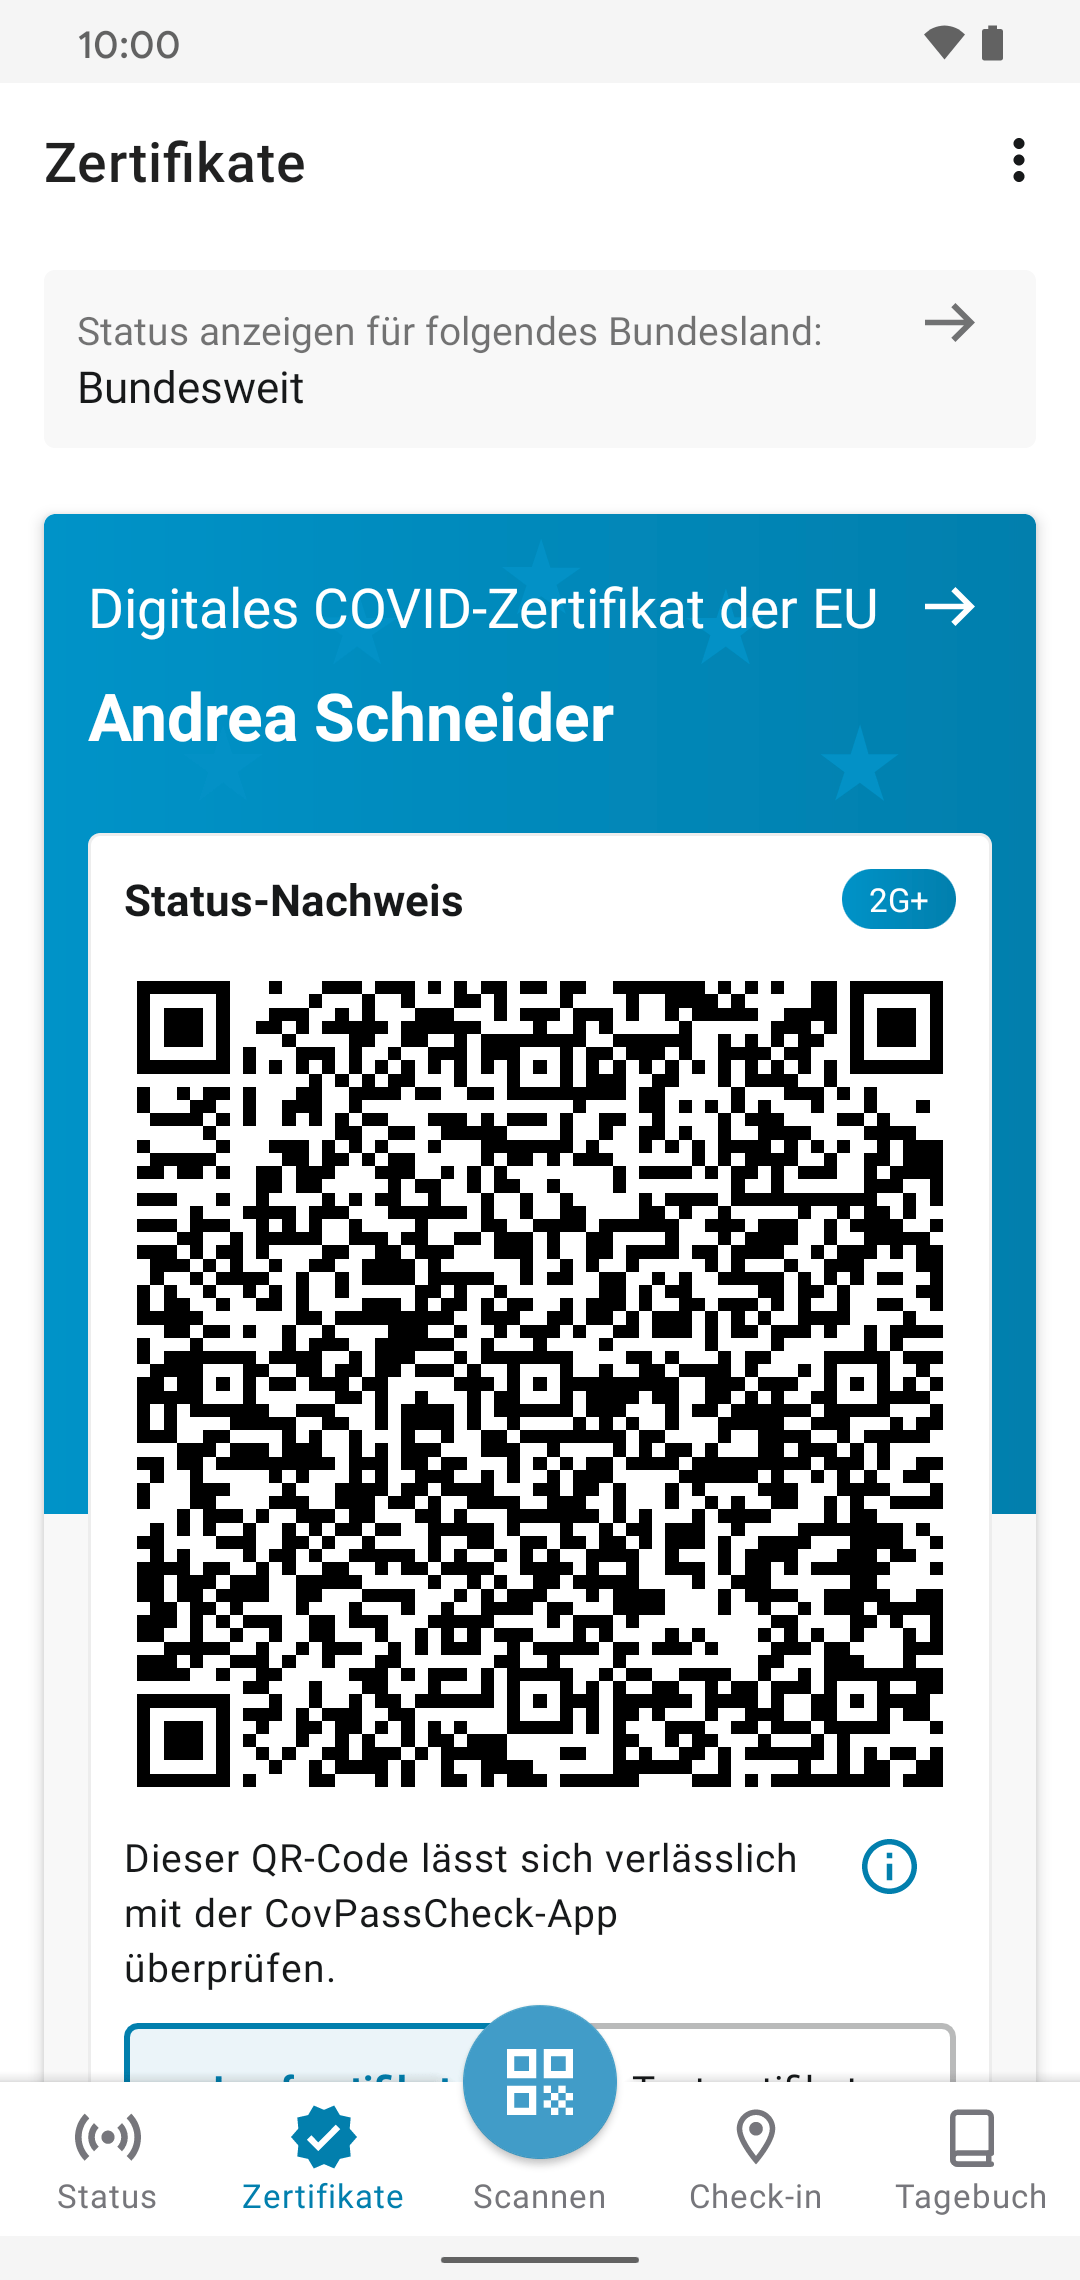 10:00
Zertifikate
Status anzeigen für folgendes Bundesland:
Bundesweit
Digitales COVID-Zertifikat der EU
Andrea Schneider
Status-Nachweis
2G+
Dieser QR-Code lässt sich verlässlich
mit der CovPassCheck-App
überprüfen.
Status
Zertifikate
Scannen
Check-in
Tagebuch